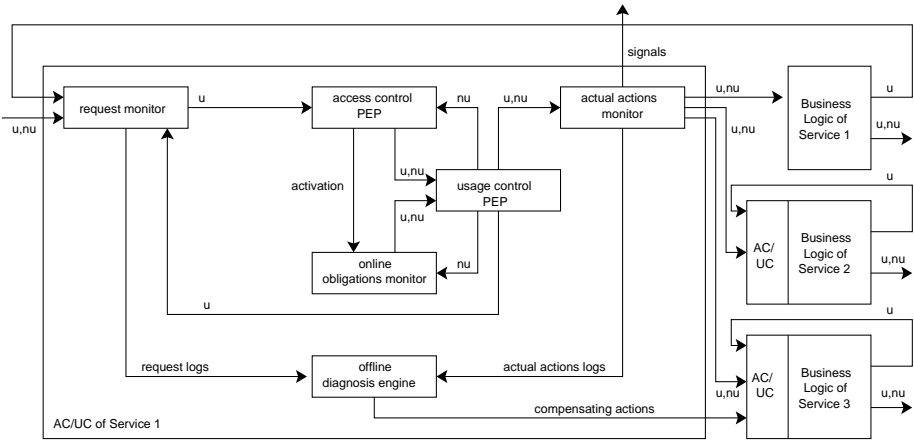 signals
u
request monitor
u
access control
PEP
nu
u,nu
actual actions
monitor
u,nu
Business
Logic of
Service 1
u
u,nu
u,nu
u,nu
activation
u,nu
usage control
PEP
u,nu
u
AC/
UC
Business
Logic of
Service 2
u,nu
online
obligations monitor
nu
u
u
request logs
offline
diagnosis engine
actual actions logs
AC/
UC
Business
Logic of
Service 3
u,nu
u,nu
compensating actions
AC/UC of Service 1